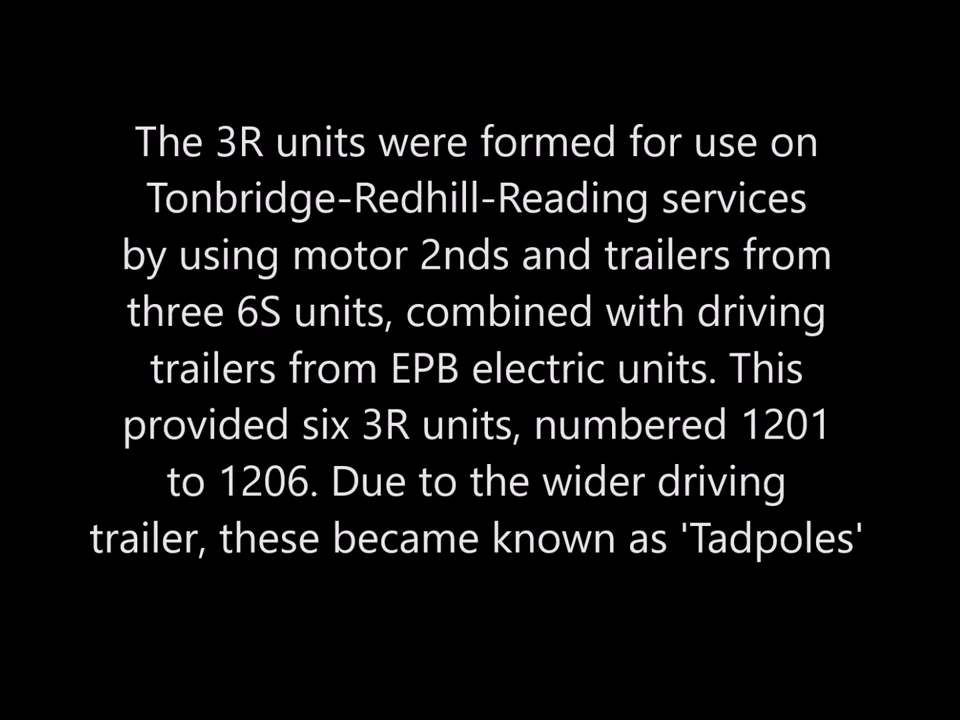 The 3R units were formed for use on
Tonbridge-Redhill-Reading services
by using motor 2nds and trailers from
three 6S units, combined with driving
trailers from EPB electric units. This
provided six 3R units, numbered 1201
to 1206. Due to the wider driving
trailer, these became known as 'Tadpoles'